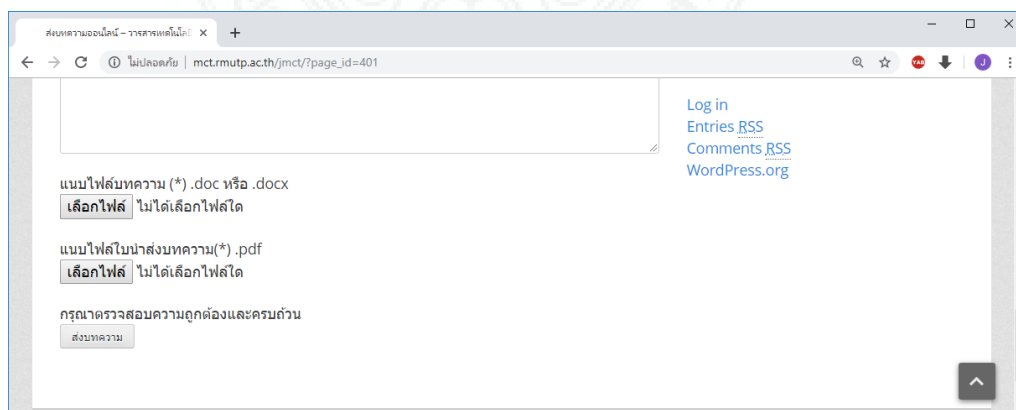 ส่งบทความออนไลน์ – วารสารเทคโนโลยี
ไม่ปลอดภัย | mct.rmutp.ac.th/jmct/?page_id=401
Log in
Entries RSS
Comments RSS
WordPress.org
แนบไฟล์บทความ (*) .doc หรือ .docx
เลือกไฟล์ ไม่ได้เลือกไฟล์ใด
แนบไฟล์ใบนำส่งบทความ(*) .pdf
เลือกไฟล์ ไม่ได้เลือกไฟล์ใด
กรุณาตรวจสอบความถูกต้องและครบถ้วน
ส่งบทความ